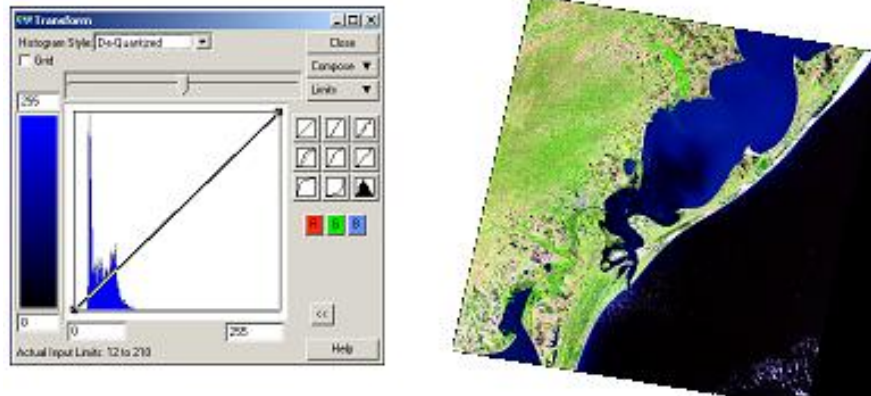 Transform
Histogram Style: De-Quantized
Grid
Close
Compose
Limits
255
R G B
0
0
255
<<
Actual Input Limits: 12 to 210
Help